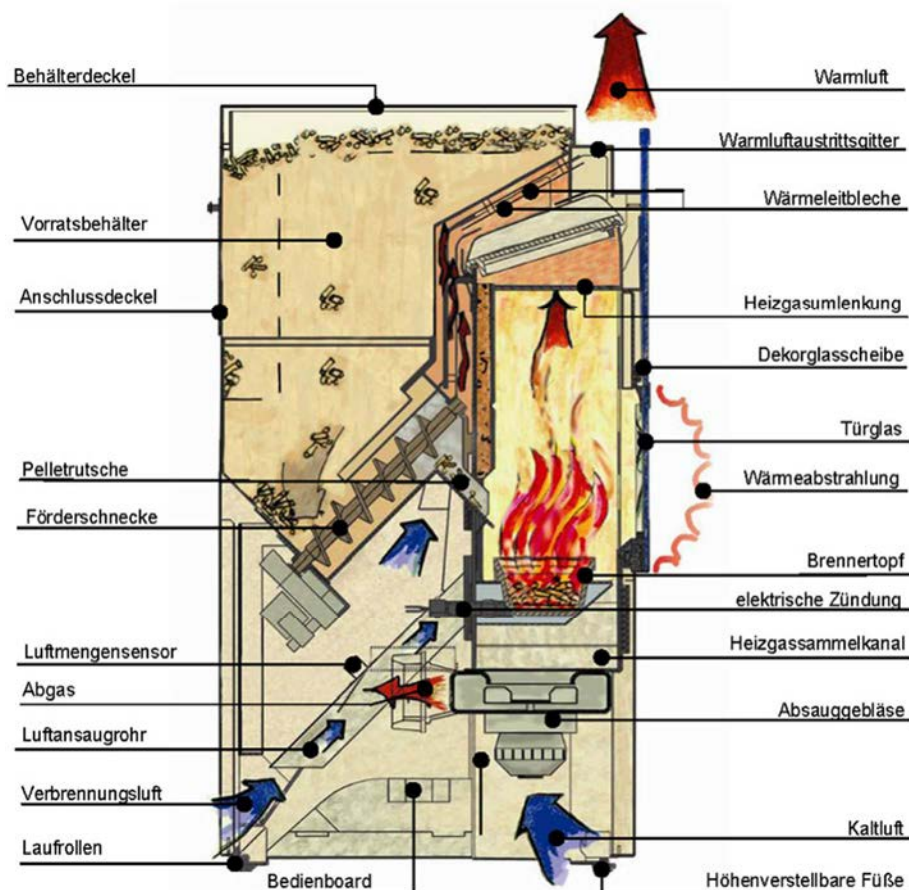 Behälterdeckel
Vorratsbehälter
Anschlussdeckel
Pelletrutsche
Förderschnecke
Luftmengensensor
Abgas
Luftansaugrohr
Verbrennungsluft
Laufrollen
Bedienboard
Warmluft
Warmluftaustrittsgitter
Wärmeleitbleche
Heizgasumlenkung
Dekorglasscheibe
Türglas
Wärmeabstrahlung
Brennertopf
elektrische Zündung
Heizgassammelkanal
Absauggebläse
Kaltluft
Höhenverstellbare Füße